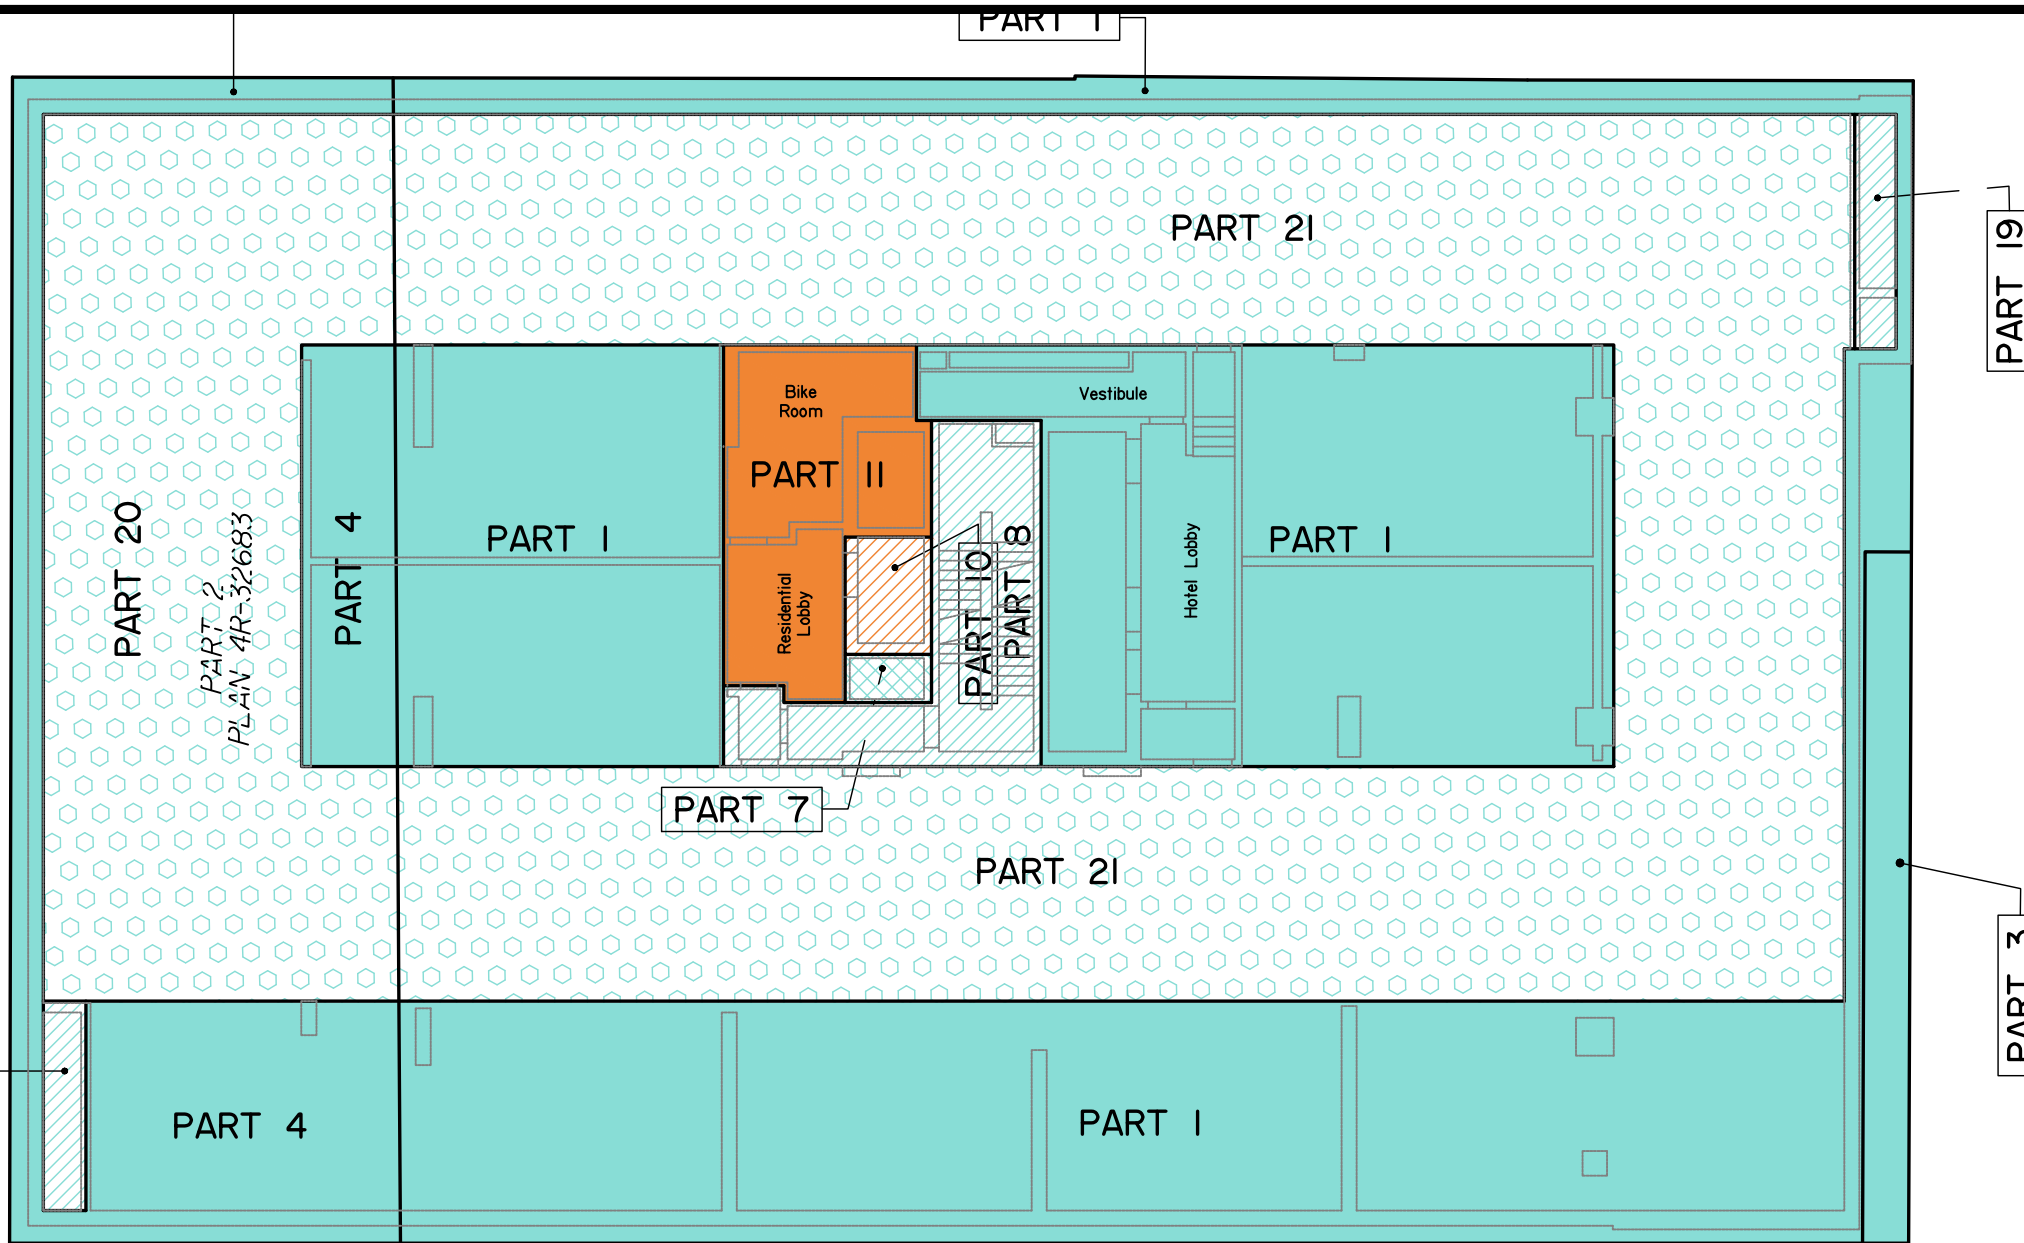 PART 1
PART 21
PART 19
Bike
Room
Vestibule
PART 11
PART 20
PART 2
PLAN 4R-32683
PART 4
PART 1
Residential
Lobby
PART 10
PART 8
Hotel Lobby
PART 1
PART 7
PART 21
PART 3
PART 4
PART 1